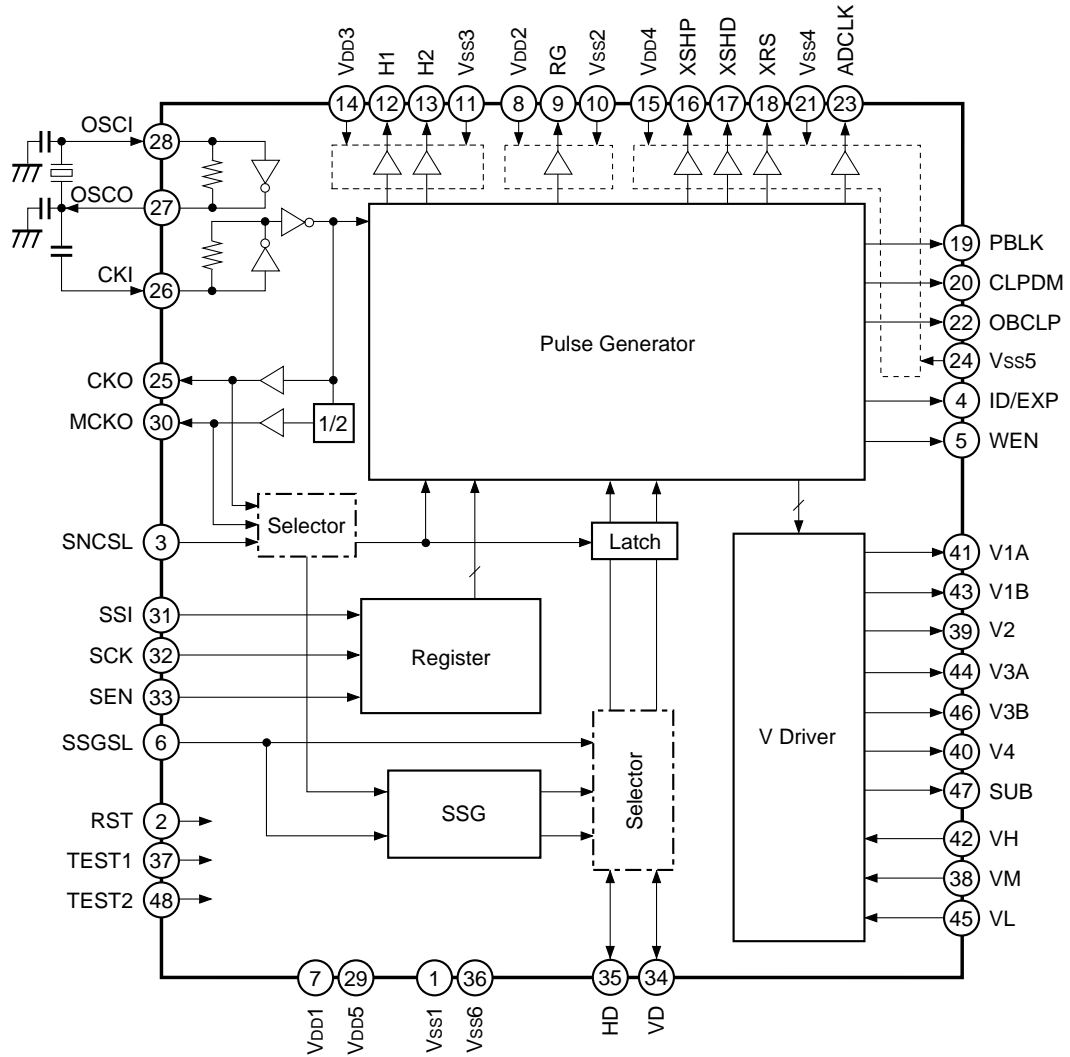 VDD3
H1
H2
VSS3
VDD2
RG
VSS2
VDD4
XSHP
XSHD
XRS
VSS4
ADCLK
14
12
13
11
8
9
10
15
16
17
18
21
23
OSCI
28
OSCO
27
CKI
26
CKO
25
MCKO
30
1/2
Pulse Generator
19 PBLK
20 CLPDM
22 OBCLP
24 VSS5
4 ID/EXP
5 WEN
SNCSL 3
Selector
Latch
SSI 31
SCK 32
SEN 33
Register
SSGSL 6
SSG
Selector
RST 2
TEST1 37
TEST2 48
V Driver
41 V1A
43 V1B
39 V2
44 V3A
46 V3B
40 V4
47 SUB
42 VH
38 VM
45 VL
7
29
1
36
35
34
VDD1
VDD5
VSS1
VSS6
HD
VD